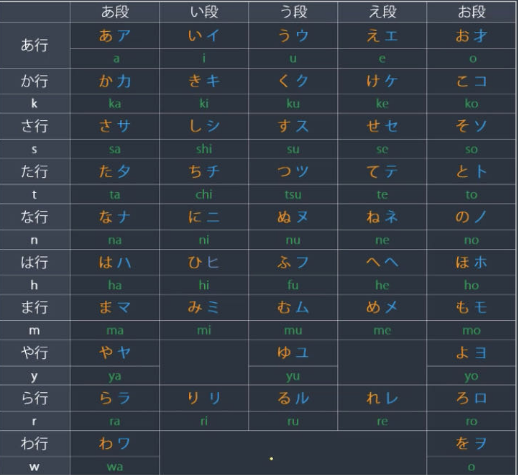 あ段 い段 う段 え段 お段
あ行 あ ア い イ う ウ え エ お オ
a i u e o
か行 か カ き キ く ク け ケ こ コ
k ka ki ku ke ko
さ行 さ サ し シ す ス せ セ そ ソ
s sa shi su se so
た行 た タ ち チ つ ツ て テ と ト
t ta chi tsu te to
な行 な ナ に ニ ぬ ヌ ね ネ の ノ
n na ni nu ne no
は行 は ハ ひ ヒ ふ フ へ ヘ ほ ホ
h ha hi fu he ho
ま行 ま マ み ミ む ム め メ も モ
m ma mi mu me mo
や行 や ヤ ゆ ユ よ ヨ
y ya yu yo
ら行 ら ラ り リ る ル れ レ ろ ロ
r ra ri ru re ro
わ行 わ ワ を ヲ
w wa o